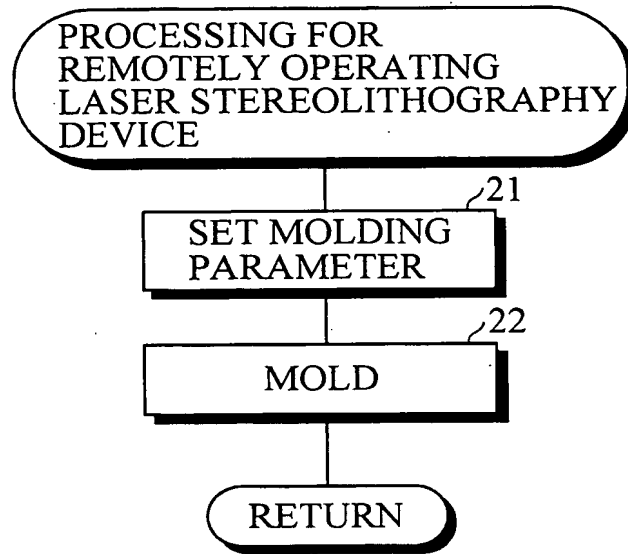 PROCESSING FOR
REMOTELY OPERATING
LASER STEREOLITHOGRAPHY
DEVICE
21
SET MOLDING
PARAMETER
22
MOLD
RETURN